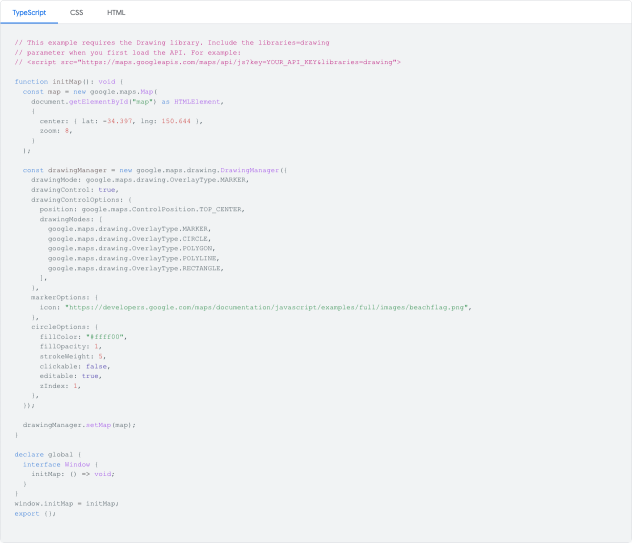 TypeScript CSS HTML
// This example requires the Drawing library. Include the libraries=drawing
// parameter when you first load the API. For example:
// <script src="https://maps.googleapis.com/maps/api/js?key=YOUR_API_KEY&libraries=drawing">
function initMap(): void {
  const map = new google.maps.Map(
    document.getElementById("map") as HTMLElement,
    {
      center: { lat: -34.397, lng: 150.644 },
      zoom: 8,
    }
  );
  const drawingManager = new google.maps.drawing.DrawingManager({
    drawingMode: google.maps.drawing.OverlayType.MARKER,
    drawingControl: true,
    drawingControlOptions: {
      position: google.maps.ControlPosition.TOP_CENTER,
      drawingModes: [
        google.maps.drawing.OverlayType.MARKER,
        google.maps.drawing.OverlayType.CIRCLE,
        google.maps.drawing.OverlayType.POLYGON,
        google.maps.drawing.OverlayType.POLYLINE,
        google.maps.drawing.OverlayType.RECTANGLE,
      ],
    },
    markerOptions: {
      icon: "https://developers.google.com/maps/documentation/javascript/examples/full/images/beachflag.png",
    },
    circleOptions: {
      fillColor: "#ffff00",
      fillOpacity: 1,
      strokeWeight: 5,
      clickable: false,
      editable: true,
      zIndex: 1,
    },
  });
  drawingManager.setMap(map);
}
declare global {
  interface Window {
    initMap: () => void;
  }
}
window.initMap = initMap;
export {};